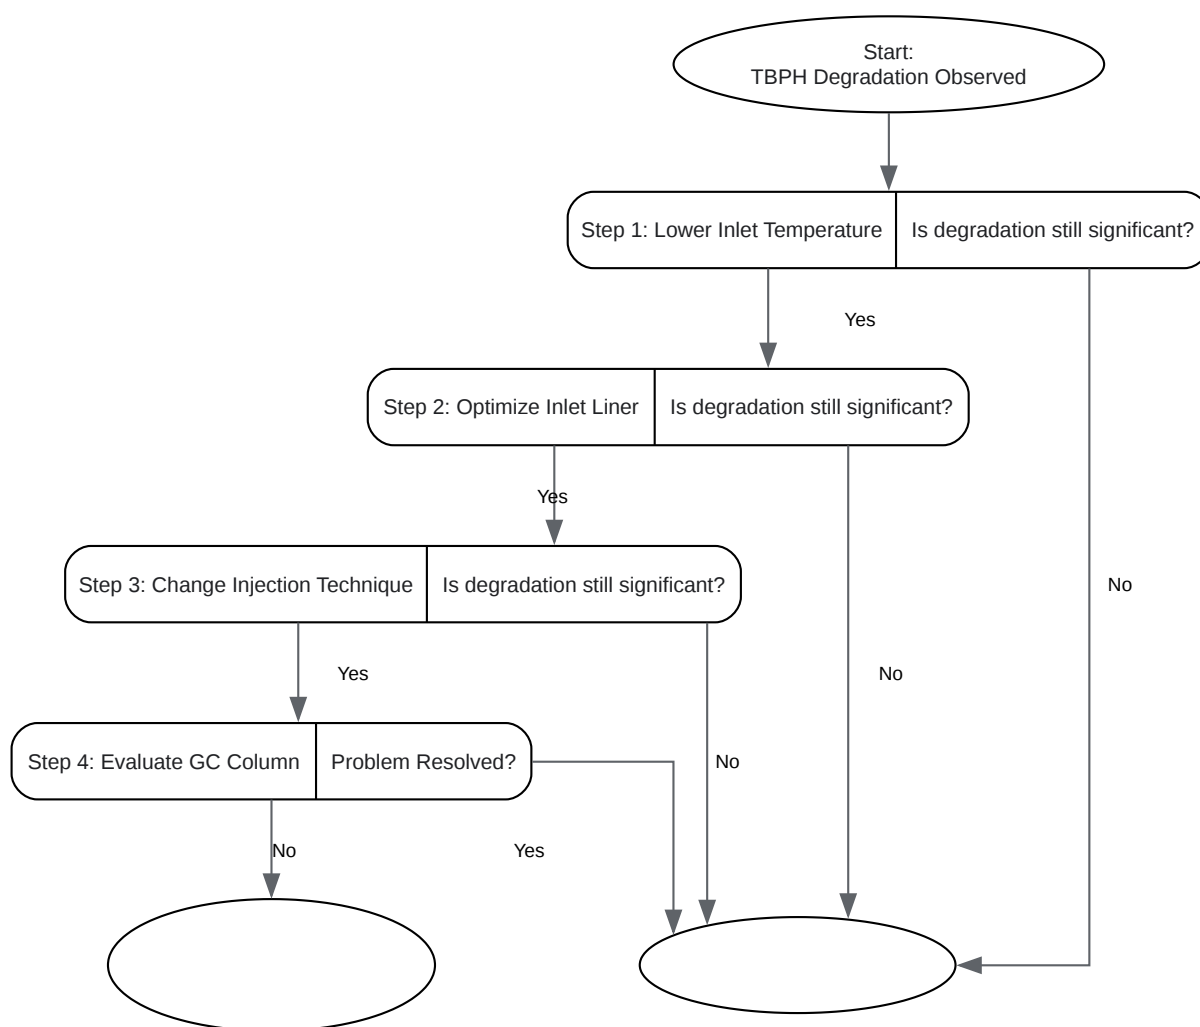 Start:
TBPH Degradation Observed
Step 1: Lower Inlet Temperature
Is degradation still significant?
Yes
Step 2: Optimize Inlet Liner
Is degradation still significant?
Yes
Step 3: Change Injection Technique
Is degradation still significant?
No
Yes
No
Step 4: Evaluate GC Column
Problem Resolved?
No
No
Yes